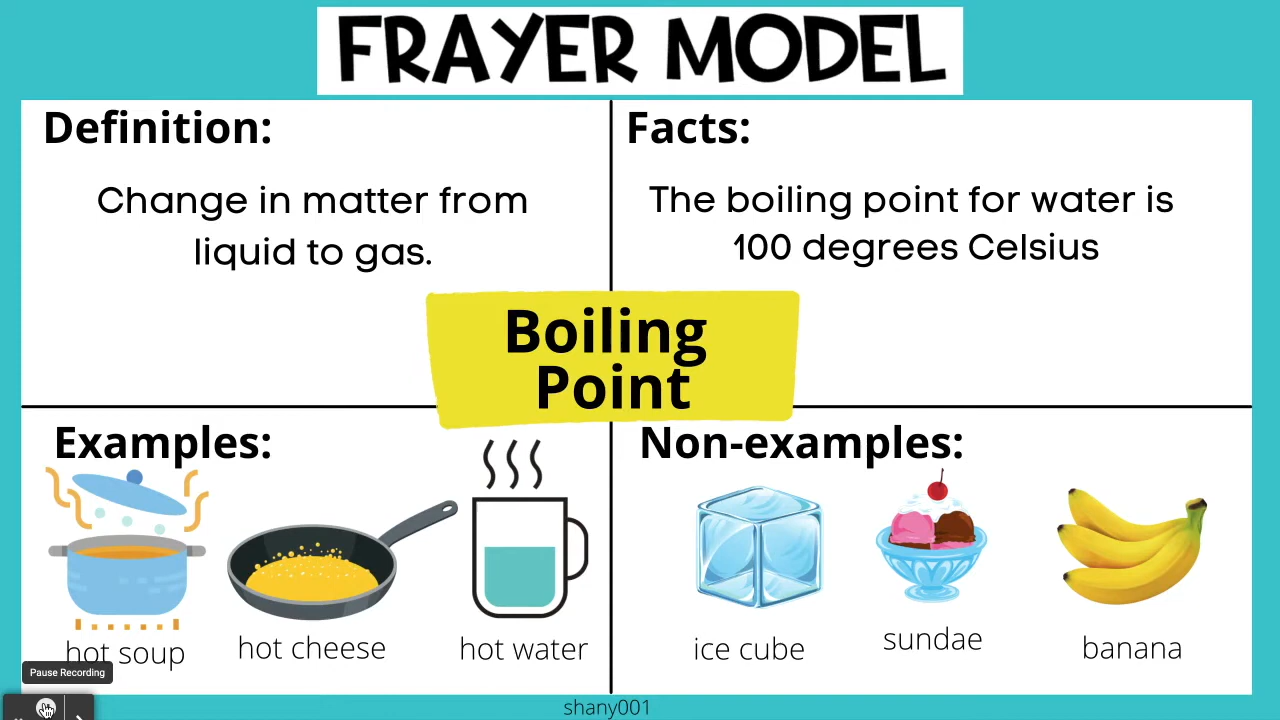 FRAYER MODEL
Definition:
Change in matter from
liquid to gas.
Facts:
The boiling point for water is
100 degrees Celsius
Boiling
Point
Examples:
hot soup
hot cheese
hot water
Non-examples:
ice cube
sundae
banana
Pause Recording
shany001